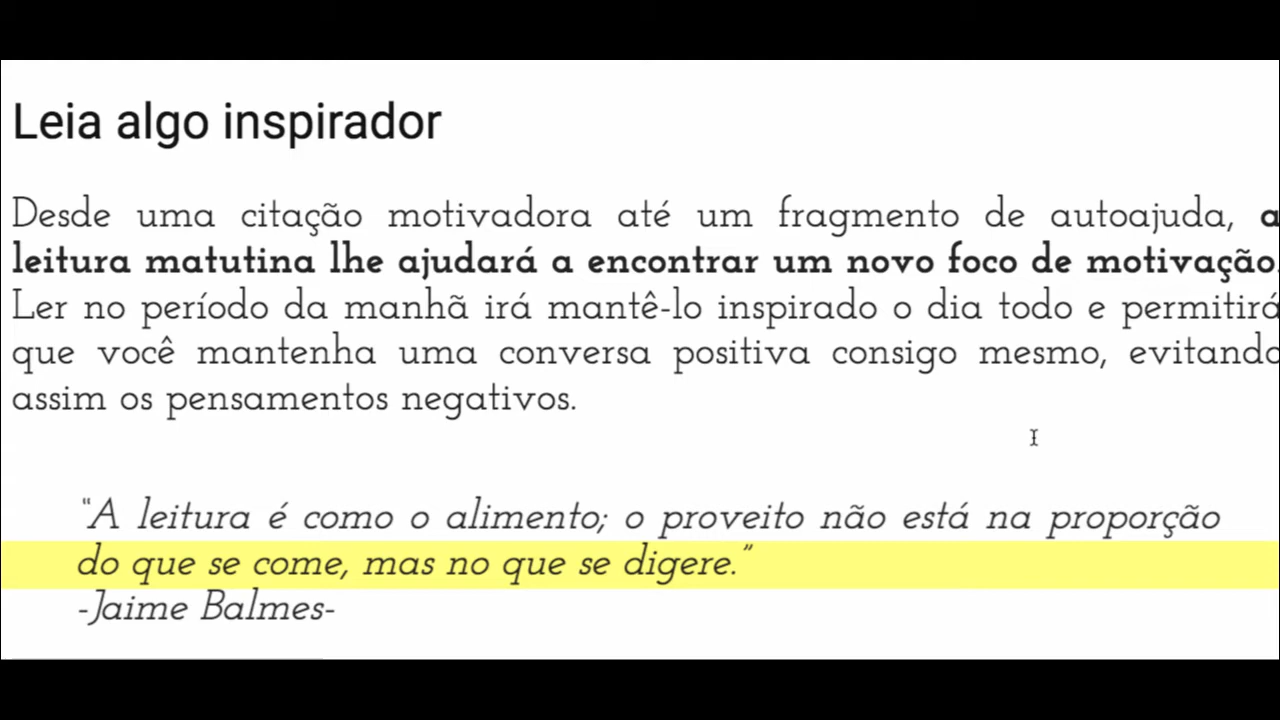 Leia algo inspirador
Desde uma citação motivadora até um fragmento de autoajuda, a
leitura matutina lhe ajudará a encontrar um novo foco de motivação.
Ler no período da manhã irá mantê-lo inspirado o dia todo e permitirá
que você mantenha uma conversa positiva consigo mesmo, evitando
assim os pensamentos negativos.
“A leitura é como o alimento; o proveito não está na proporção
do que se come, mas no que se digere.”
-Jaime Balmes-